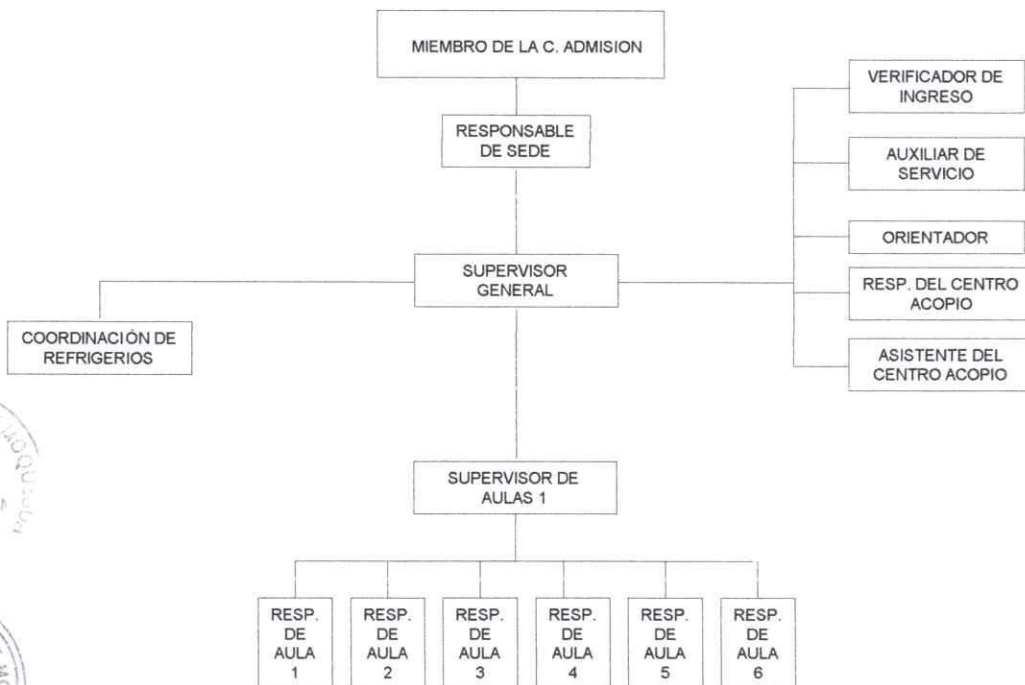 MIEMBRO DE LA C. ADMISION
RESPONSABLE
DE SEDE
VERIFICADOR DE
INGRESO
AUXILIAR DE
SERVICIO
ORIENTADOR
SUPERVISOR
GENERAL
RESP. DEL CENTRO
ACOPIO
COORDINACIÓN DE
REFRIGERIOS
ASISTENTE DEL
CENTRO ACOPIO
SUPERVISOR DE
AULAS 1
RESP.
DE
AULA
1
RESP.
DE
AULA
2
RESP.
DE
AULA
3
RESP.
DE
AULA
4
RESP.
DE
AULA
5
RESP.
DE
AULA
6